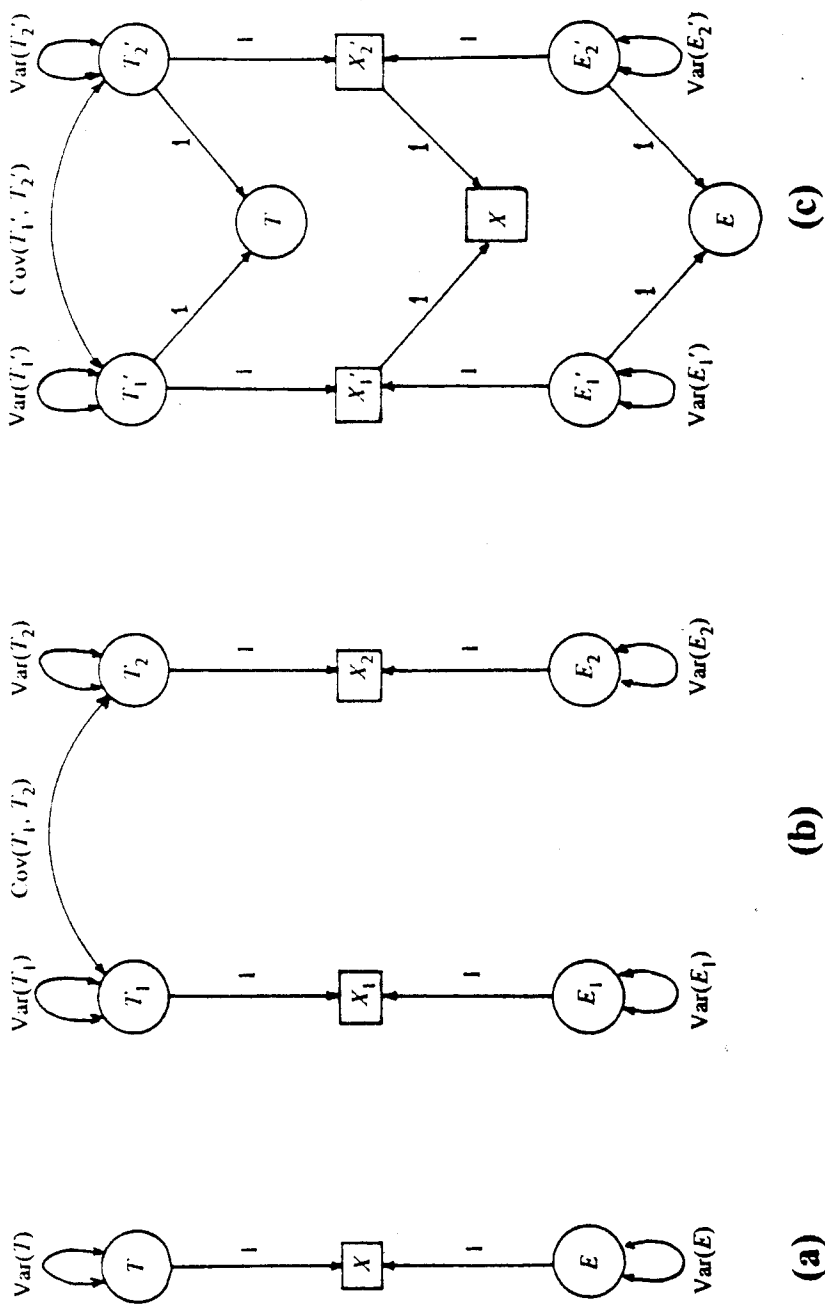 Var(T)
T
1
X
1
E
Var(E)
(a)
Var(T₁)
Cov(T₁, T₂)
Var(T₂)
T₁
T₂
1
1
X₁
X₂
1
1
E₁
E₂
Var(E₁)
Var(E₂)
(b)
Var(T₁′)
Cov(T₁′, T₂′)
Var(T₂′)
T₁′
T₂′
1
1
T
1
1
X₁′
X₂′
1
1
X
1
1
E₁′
E₂′
1
1
E
Var(E₁′)
Var(E₂′)
(c)